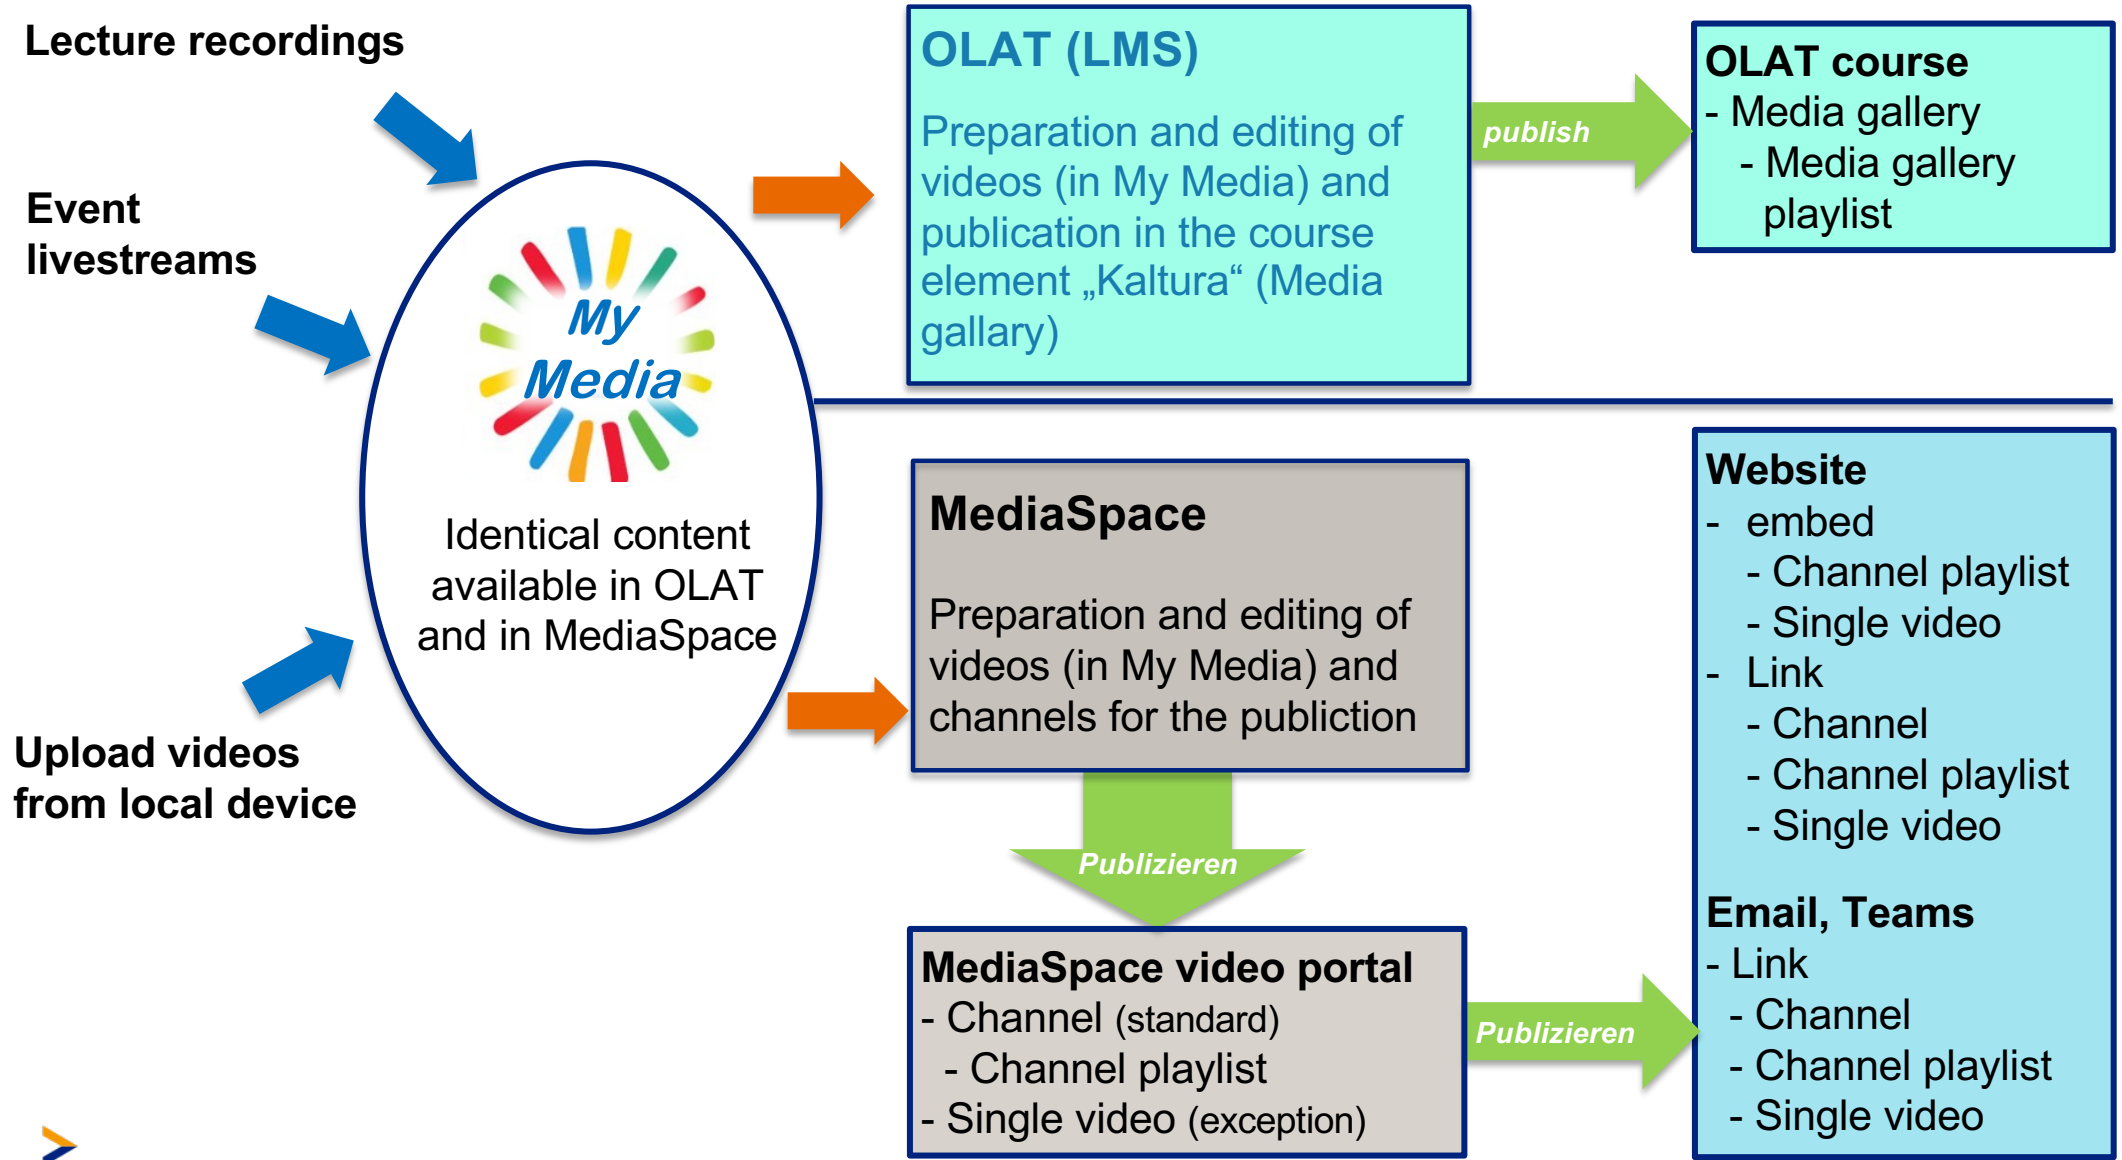 Lecture recordings
Event
livestreams
Upload videos
from local device
My
Media
Identical content
available in OLAT
and in MediaSpace
OLAT (LMS)
Preparation and editing of
videos (in My Media) and
publication in the course
element „Kaltura“ (Media
gallary)
publish
OLAT course
- Media gallery
- Media gallery
playlist
MediaSpace
Preparation and editing of
videos (in My Media) and
channels for the publiction
Publizieren
MediaSpace video portal
- Channel (standard)
- Channel playlist
- Single video (exception)
Publizieren
Website
- embed
- Channel playlist
- Single video
- Link
- Channel
- Channel playlist
- Single video
Email, Teams
- Link
- Channel
- Channel playlist
- Single video